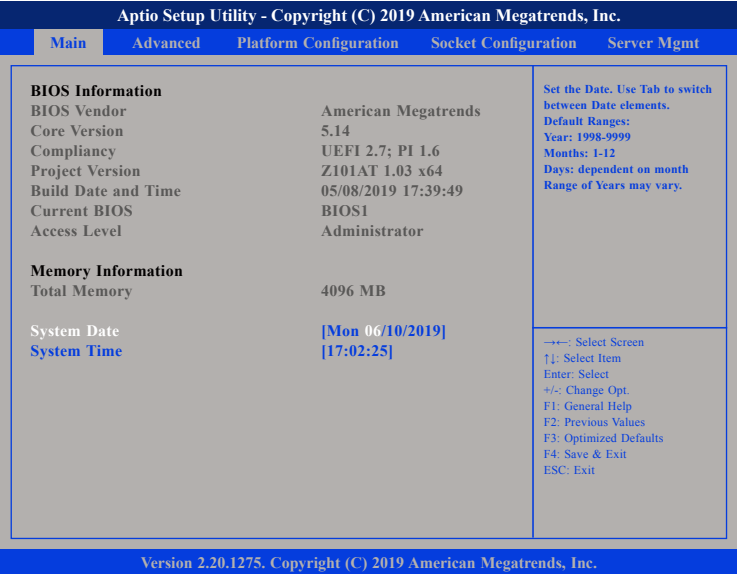 Aptio Setup Utility - Copyright (C) 2019 American Megatrends, Inc.
Main Advanced Platform Configuration Socket Configuration Server Mgmt
BIOS Information
BIOS Vendor American Megatrends
Core Version 5.14
Compliancy UEFI 2.7; PI 1.6
Project Version Z101AT 1.03 x64
Build Date and Time 05/08/2019 17:39:49
Current BIOS BIOS1
Access Level Administrator
Memory Information
Total Memory 4096 MB
System Date [Mon 06/10/2019]
System Time [17:02:25]
Set the Date. Use Tab to switch
between Date elements.
Default Ranges:
Year: 1998-9999
Months: 1-12
Days: dependent on month
Range of Years may vary.
→←: Select Screen
↑↓: Select Item
Enter: Select
+/-: Change Opt.
F1: General Help
F2: Previous Values
F3: Optimized Defaults
F4: Save & Exit
ESC: Exit
Version 2.20.1275. Copyright (C) 2019 American Megatrends, Inc.